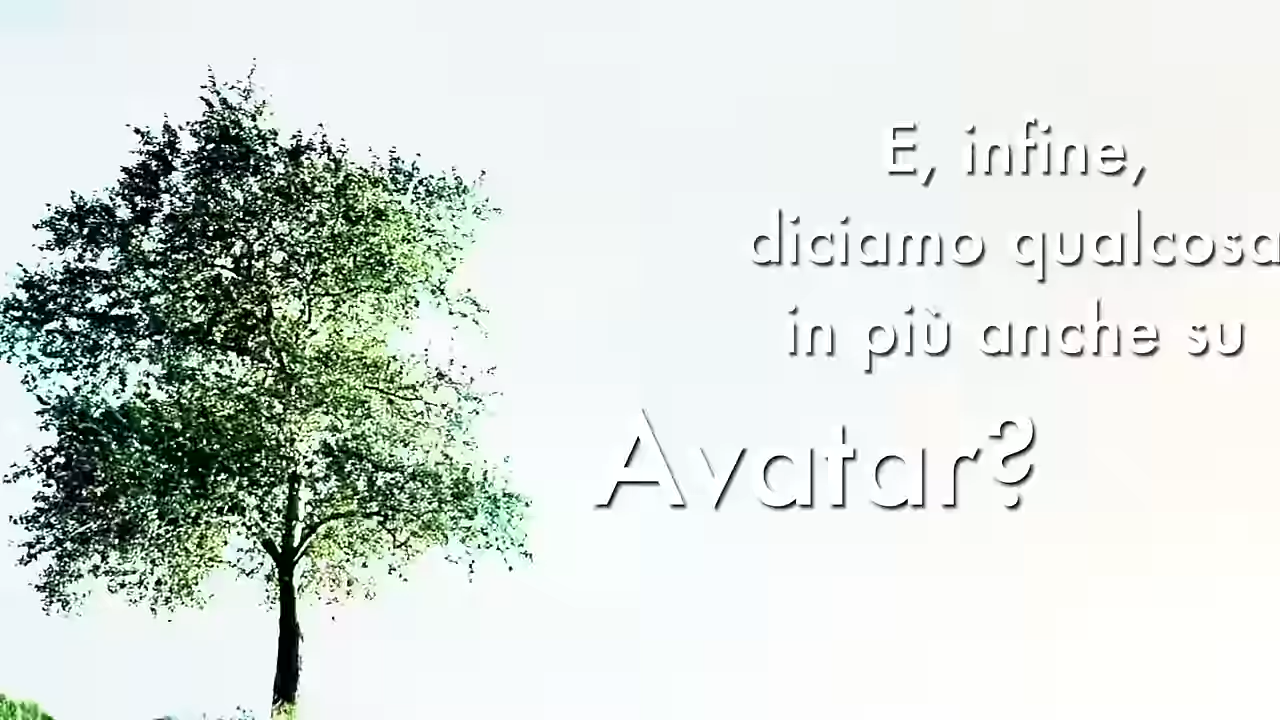 E, infine,
diciamo qualcosa
in più anche su
Avatar?